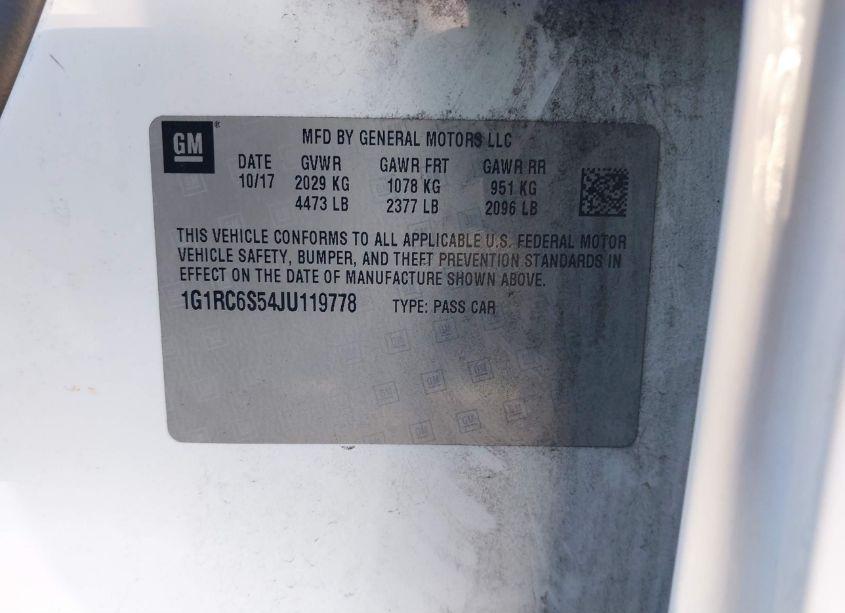 GM
MFD BY GENERAL MOTORS LLC
DATE GVWR GAWR FRT GAWR RR
10/17 2029 KG 1078 KG 951 KG
4473 LB 2377 LB 2096 LB
THIS VEHICLE CONFORMS TO ALL APPLICABLE U.S. FEDERAL MOTOR
VEHICLE SAFETY, BUMPER, AND THEFT PREVENTION STANDARDS IN
EFFECT ON THE DATE OF MANUFACTURE SHOWN ABOVE.
1G1RC6S54JU119778 TYPE: PASS CAR